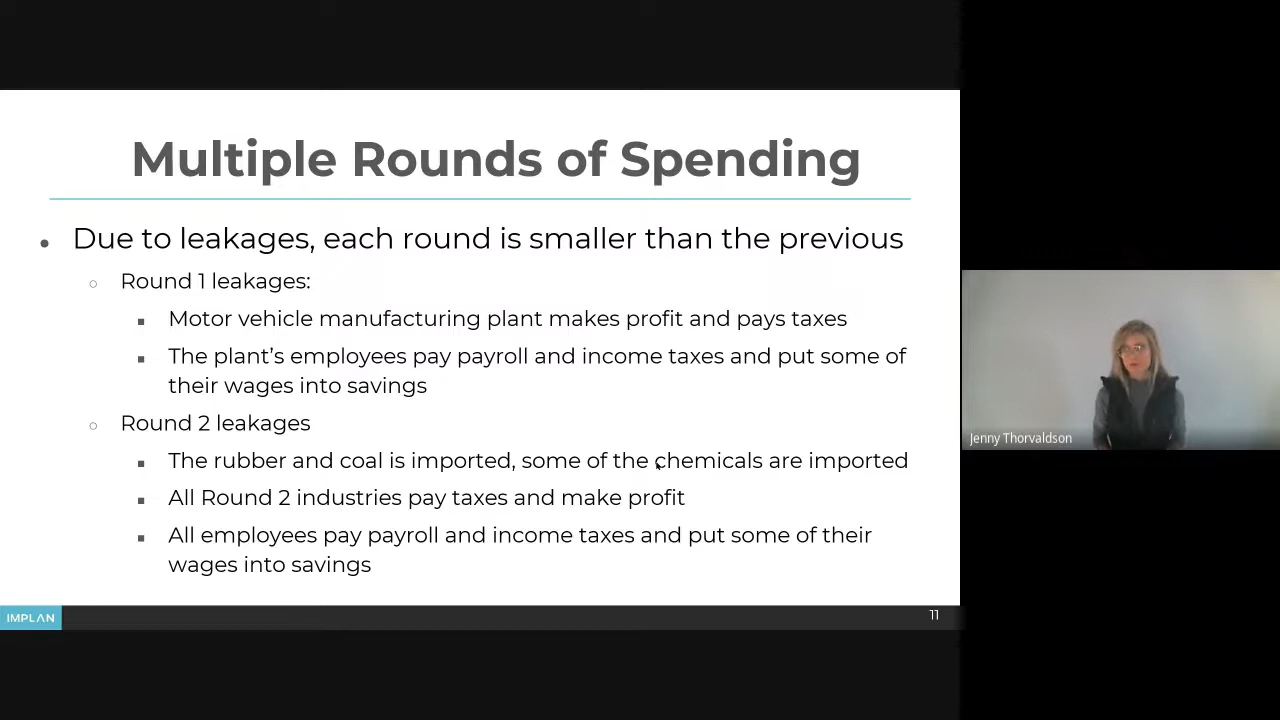 Multiple Rounds of Spending
Due to leakages, each round is smaller than the previous
Round 1 leakages:
Motor vehicle manufacturing plant makes profit and pays taxes
The plant’s employees pay payroll and income taxes and put some of
their wages into savings
Round 2 leakages
The rubber and coal is imported, some of the chemicals are imported
All Round 2 industries pay taxes and make profit
All employees pay payroll and income taxes and put some of their
wages into savings
IMPLAN
11
Jenny Thorvaldson